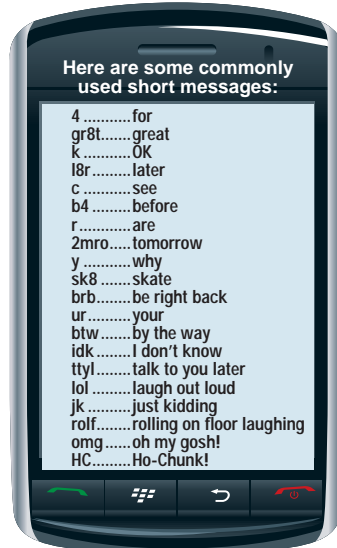 Here are some commonly
used short messages:
4 ...........for
gr8t.......great
k ...........OK
l8r.........later
c ...........see
b4 .........before
r............are
2mro.....tomorrow
y ...........why
sk8 .......skate
brb........be right back
ur..........your
btw........by the way
idk.........I don't know
ttyl........talk to you later
lol .........laugh out loud
jk ..........just kidding
rolf........rolling on floor laughing
omg ......oh my gosh!
HC.........Ho-Chunk!